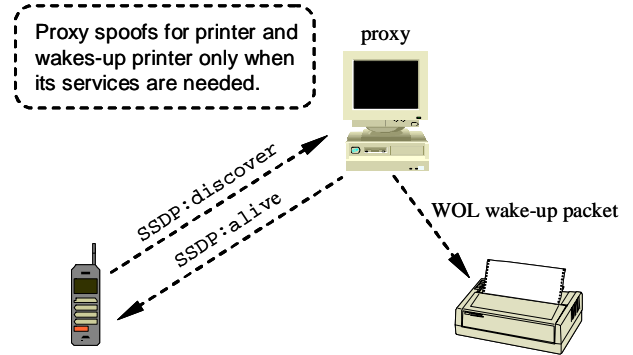 Proxy spoofs for printer and
wakes-up printer only when
its services are needed.
proxy
SSDP:discover
SSDP:alive
WOL wake-up packet